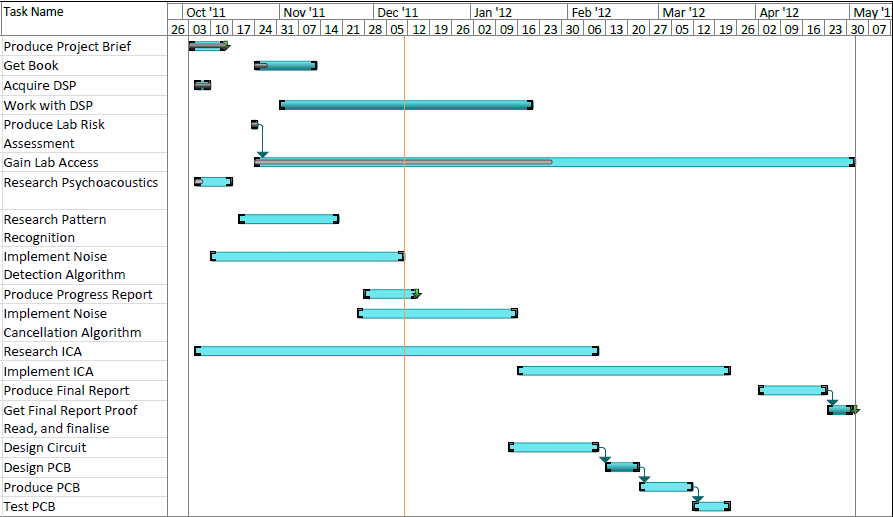 Task Name
Oct '11 Nov '11 Dec '11 Jan '12 Feb '12 Mar '12 Apr '12 May '1
26 03 10 17 24 31 07 14 21 28 05 12 19 26 02 09 16 23 30 06 13 20 27 05 12 19 26 02 09 16 23 30 07
Produce Project Brief
Get Book
Acquire DSP
Work with DSP
Produce Lab Risk
Assessment
Gain Lab Access
Research Psychoacoustics
Research Pattern
Recognition
Implement Noise
Detection Algorithm
Produce Progress Report
Implement Noise
Cancellation Algorithm
Research ICA
Implement ICA
Produce Final Report
Get Final Report Proof
Read, and finalise
Design Circuit
Design PCB
Produce PCB
Test PCB